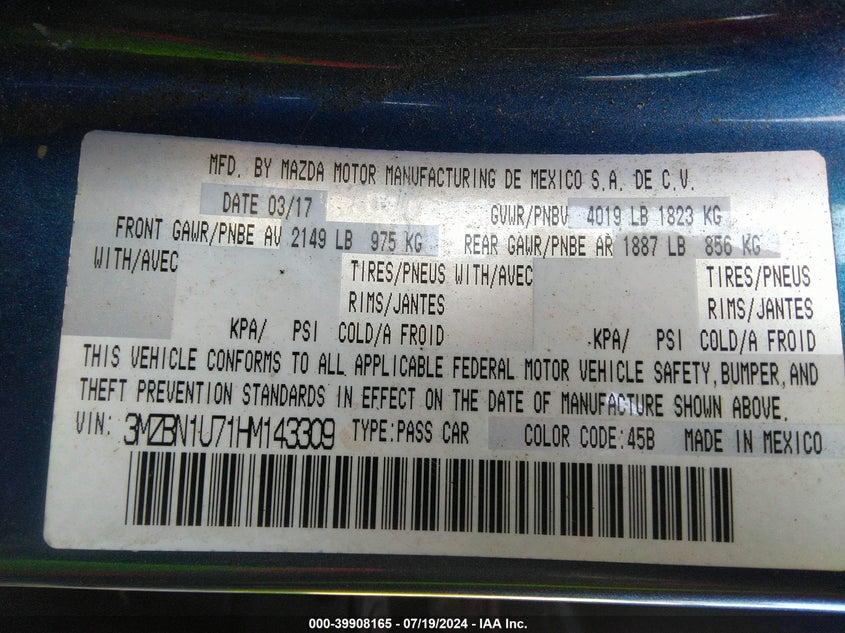 MFD. BY MAZDA MOTOR MANUFACTURING DE MEXICO S.A. DE C.V.
DATE 03/17 GVWR/PNBV 4019 LB 1823 KG
FRONT GAWR/PNBE AV 2149 LB 975 KG REAR GAWR/PNBE AR 1887 LB 856 KG
WITH/AVEC TIRES/PNEUS WITH/AVEC TIRES/PNEUS
RIMS/JANTES RIMS/JANTES
KPA/ PSI COLD/A FROID KPA/ PSI COLD/A FROID
THIS VEHICLE CONFORMS TO ALL APPLICABLE FEDERAL MOTOR VEHICLE SAFETY, BUMPER, AND
THEFT PREVENTION STANDARDS IN EFFECT ON THE DATE OF MANUFACTURE SHOWN ABOVE.
VIN: 3MZBN1U71HM143309 TYPE:PASS CAR COLOR CODE:45B MADE IN MEXICO
000-39908165 - 07/19/2024 - IAA Inc.